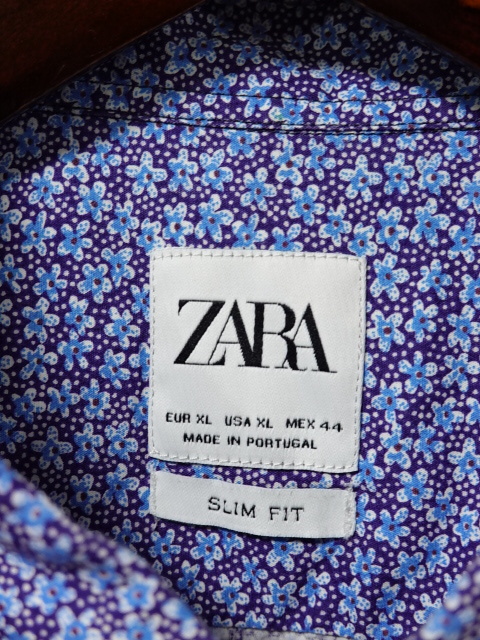 ZARA
EUR XL USA XL MEX 44
MADE IN PORTUGAL
SLIM FIT